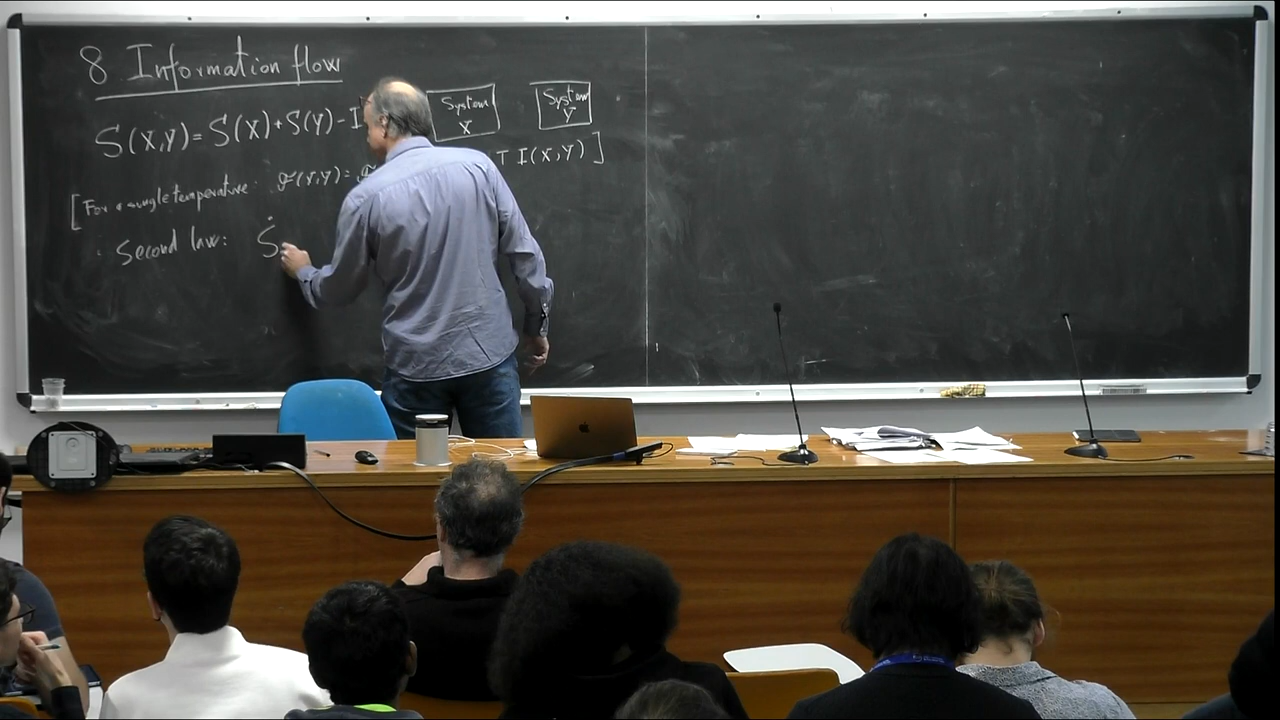 8 Information flow
S(X,Y) = S(X) + S(Y) - I
System X
System Y
[For a single temperature: F(X,Y) = T I(X,Y)]
Second law: Ṡ